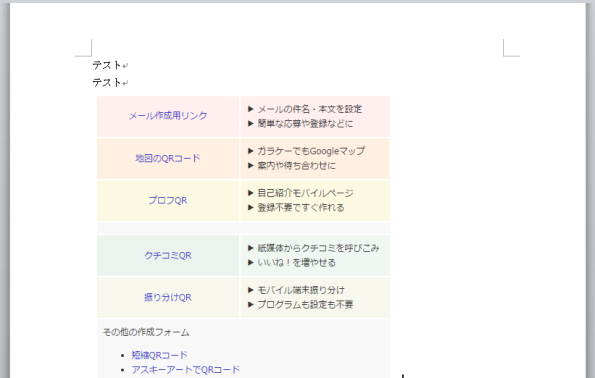 テスト
テスト
メール作成用リンク
▶ メールの件名・本文を設定
▶ 簡単な応募や登録などに
地図のQRコード
▶ ガラケーでもGoogleマップ
▶ 案内や待ち合わせに
プロフQR
▶ 自己紹介モバイルページ
▶ 登録不要ですぐ作れる
クチコミQR
▶ 紙媒体からクチコミを呼びこみ
▶ いいね！を増やせる
振り分けQR
▶ モバイル端末振り分け
▶ プログラムも設定も不要
その他の作成フォーム
• 短縮QRコード
• アスキーアートでQRコード